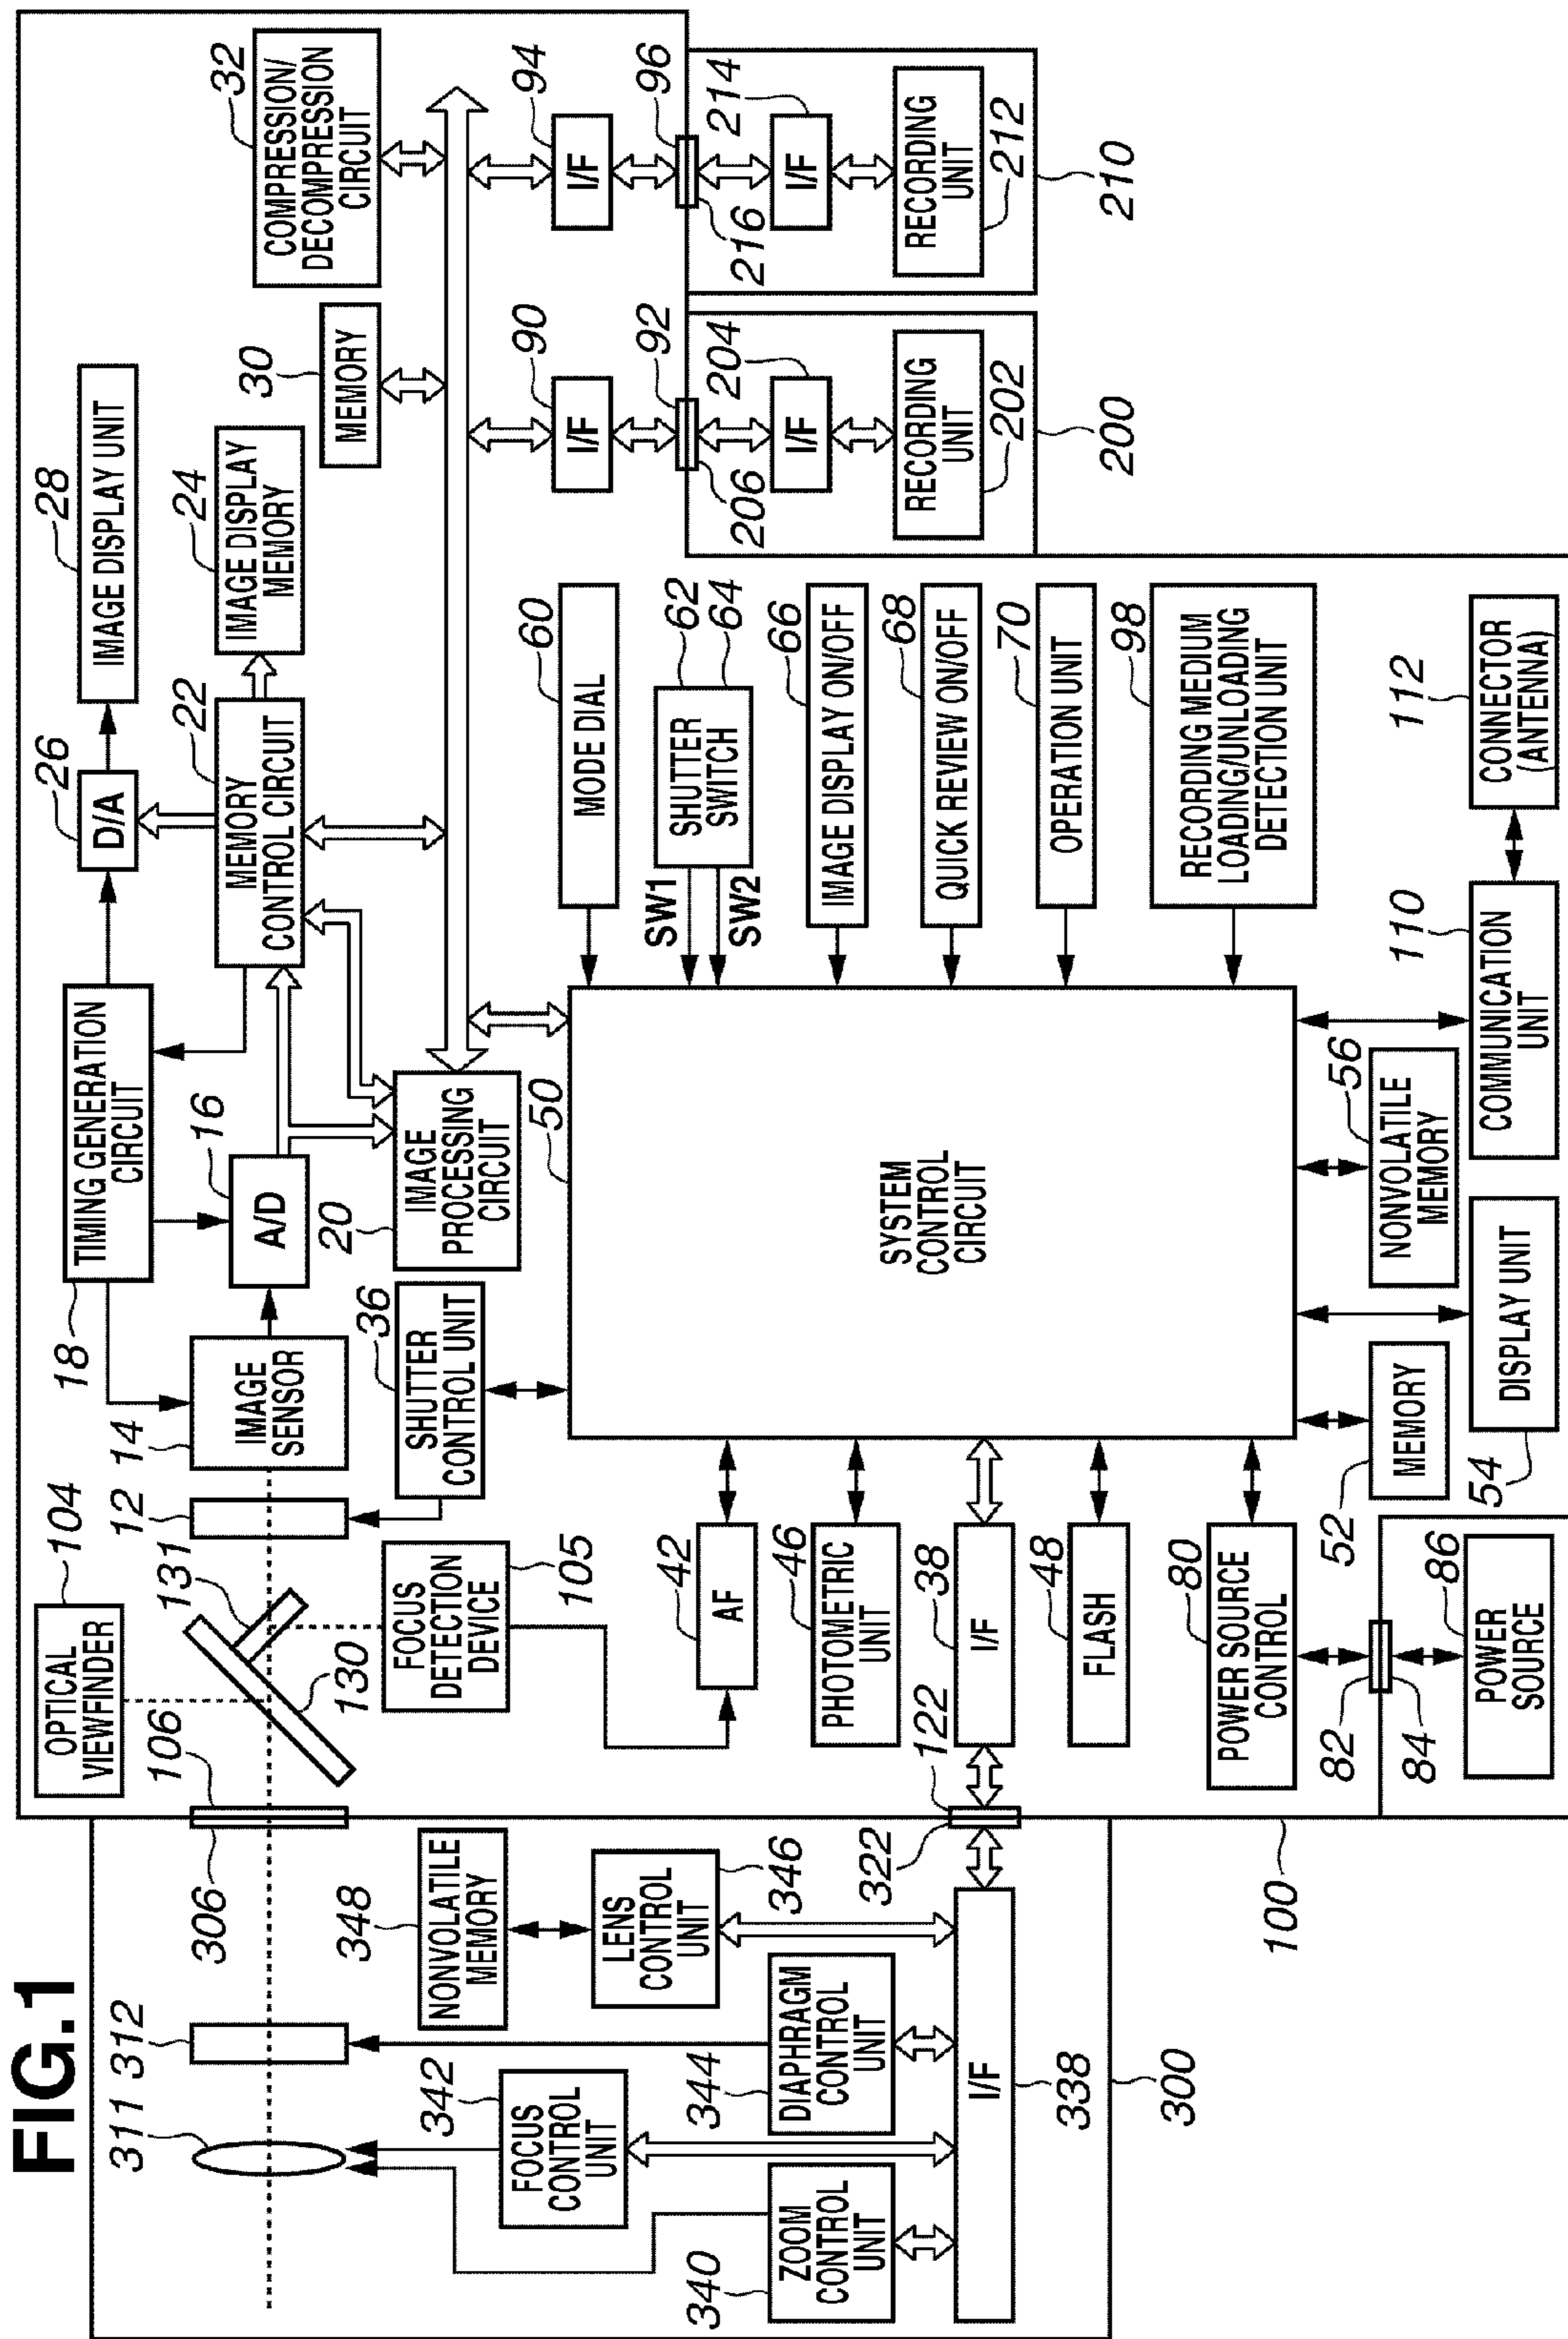 FIG.1
311
312
306
106
OPTICAL
VIEWFINDER
104
131
130
12
14
IMAGE
SENSOR
18
TIMING GENERATION
CIRCUIT
16
A/D
26
D/A
28
IMAGE DISPLAY UNIT
22
MEMORY
CONTROL CIRCUIT
24
IMAGE DISPLAY
MEMORY
30
MEMORY
32
COMPRESSION/
DECOMPRESSION
CIRCUIT
20
IMAGE
PROCESSING
CIRCUIT
36
SHUTTER
CONTROL UNIT
FOCUS
DETECTION
DEVICE
105
348
NONVOLATILE
MEMORY
342
FOCUS
CONTROL
UNIT
LENS
CONTROL
UNIT
346
340
ZOOM
CONTROL
UNIT
344
DIAPHRAGM
CONTROL
UNIT
I/F
338
300
322
122
42
AF
46
PHOTOMETRIC
UNIT
38
I/F
48
FLASH
80
POWER SOURCE
CONTROL
82
84
86
POWER
SOURCE
100
50
SYSTEM
CONTROL
CIRCUIT
52
MEMORY
54
DISPLAY UNIT
56
NONVOLATILE
MEMORY
110
COMMUNICATION
UNIT
112
CONNECTOR
(ANTENNA)
60
MODE DIAL
62
64
SHUTTER
SWITCH
SW1
SW2
66
IMAGE DISPLAY ON/OFF
68
QUICK REVIEW ON/OFF
70
OPERATION UNIT
98
RECORDING MEDIUM
LOADING/UNLOADING
DETECTION UNIT
90
I/F
92
206
204
I/F
RECORDING
UNIT
202
200
94
I/F
96
216
214
I/F
RECORDING
UNIT
212
210